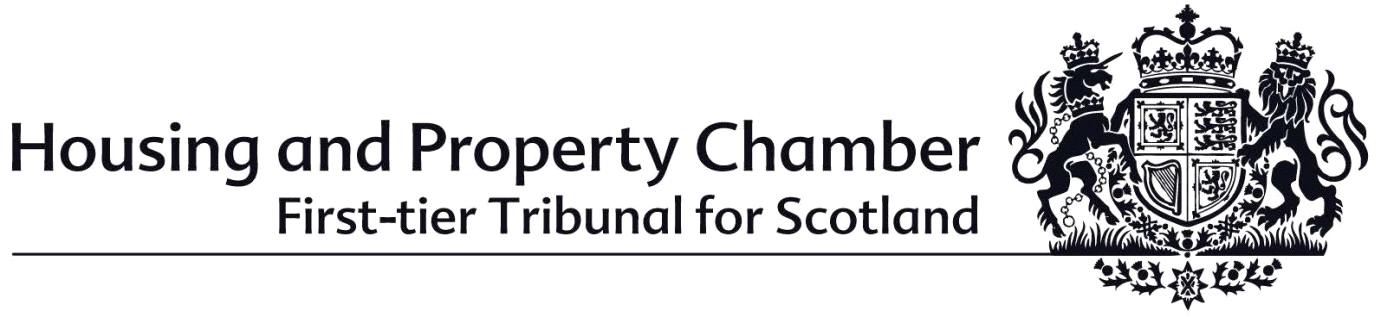 Housing and Property Chamber
First-tier Tribunal for Scotland